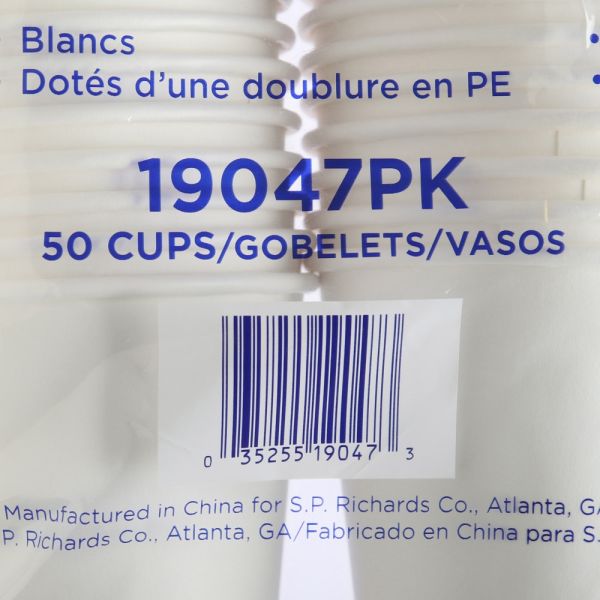 Blancs
Dotés d'une doublure en PE
19047PK
50 CUPS/GOBELETS/VASOS
0 35255 19047 3
Manufactured in China for S.P. Richards Co., Atlanta,
P. Richards Co., Atlanta, GA/Fabricado en China para S.